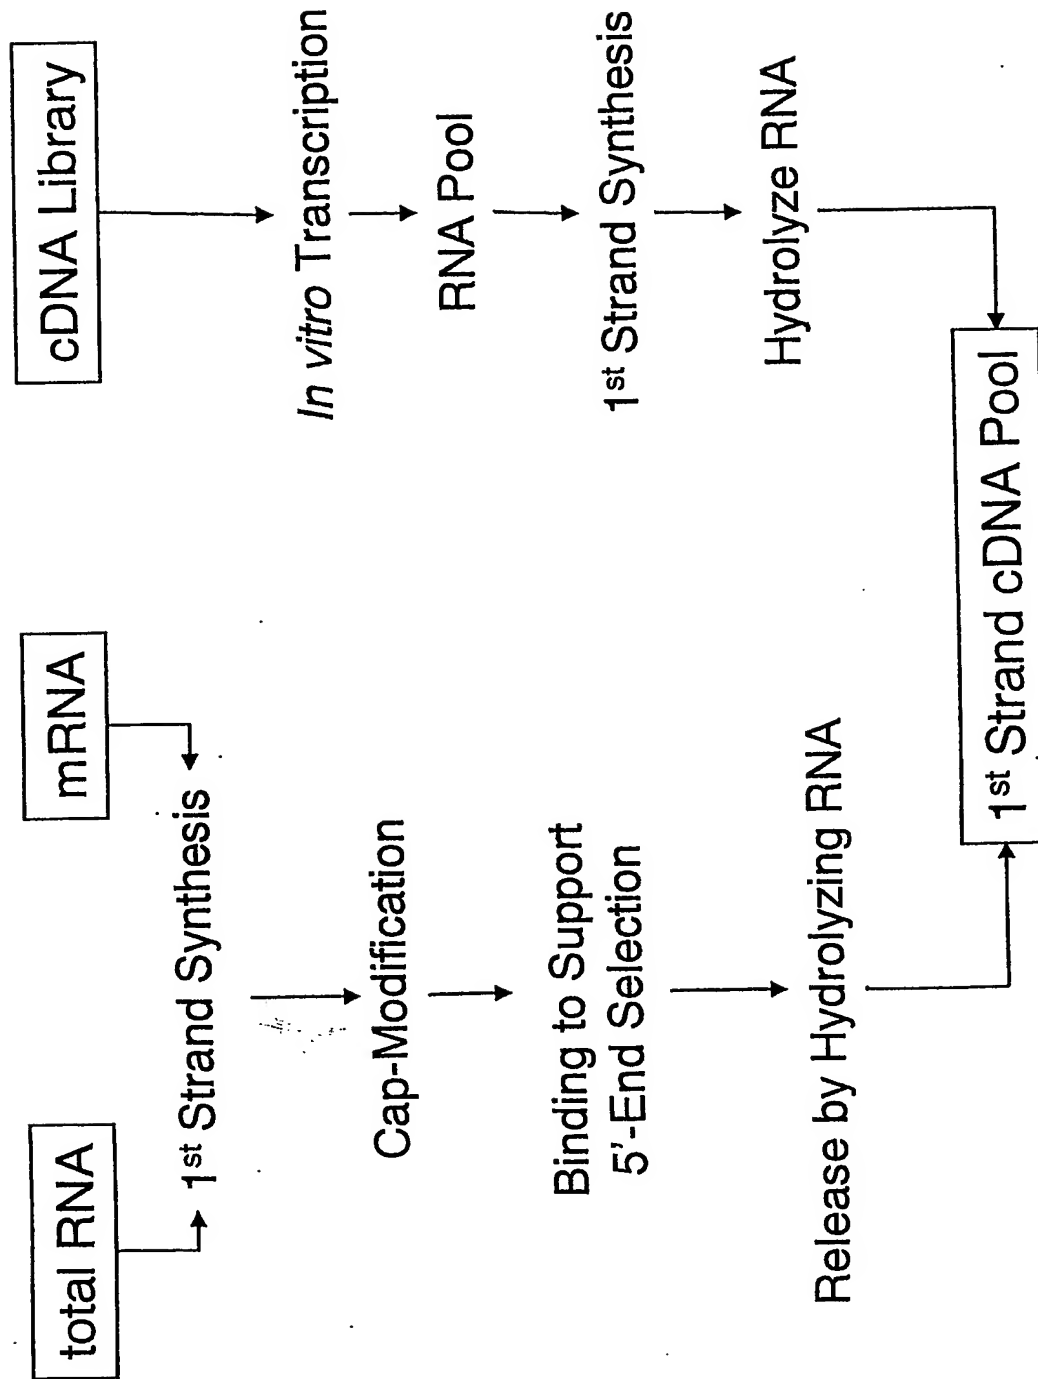 total RNA
mRNA
cDNA Library
1st Strand Synthesis
Cap-Modification
Binding to Support
5'-End Selection
Release by Hydrolyzing RNA
In vitro Transcription
RNA Pool
1st Strand Synthesis
Hydrolyze RNA
1st Strand cDNA Pool